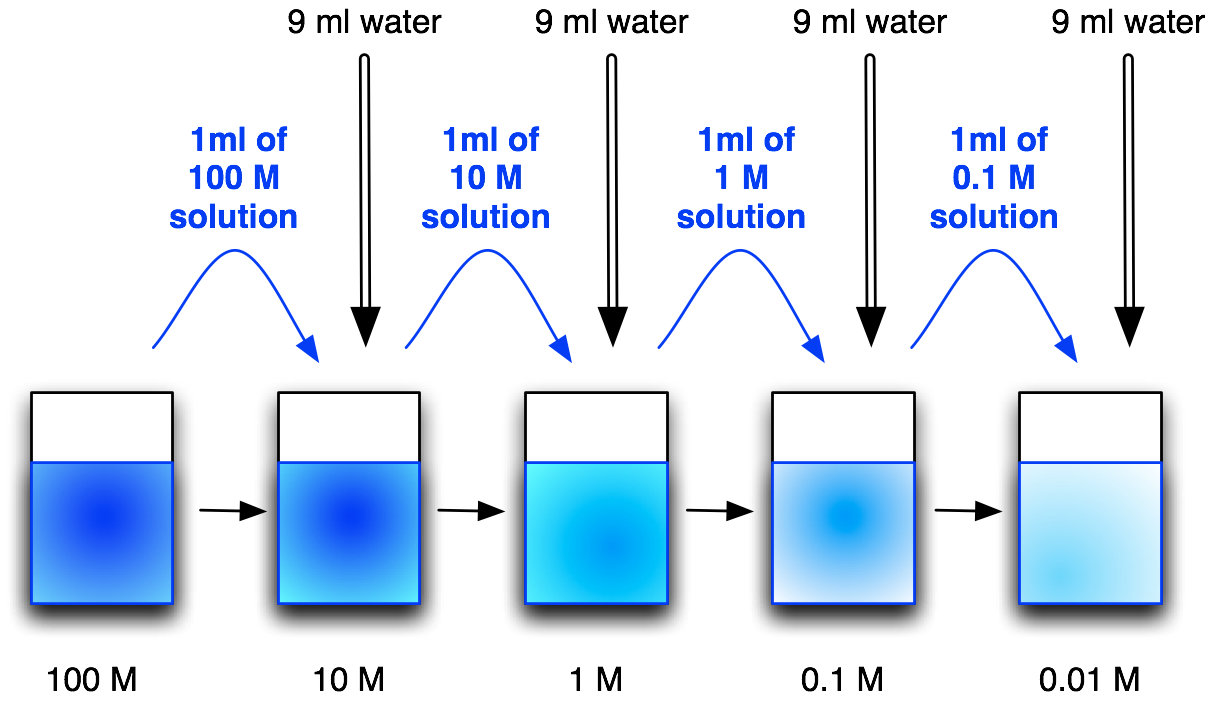 9 ml water 9 ml water 9 ml water 9 ml water
1ml of
100 M
solution
1ml of
10 M
solution
1ml of
1 M
solution
1ml of
0.1 M
solution
100 M 10 M 1 M 0.1 M 0.01 M